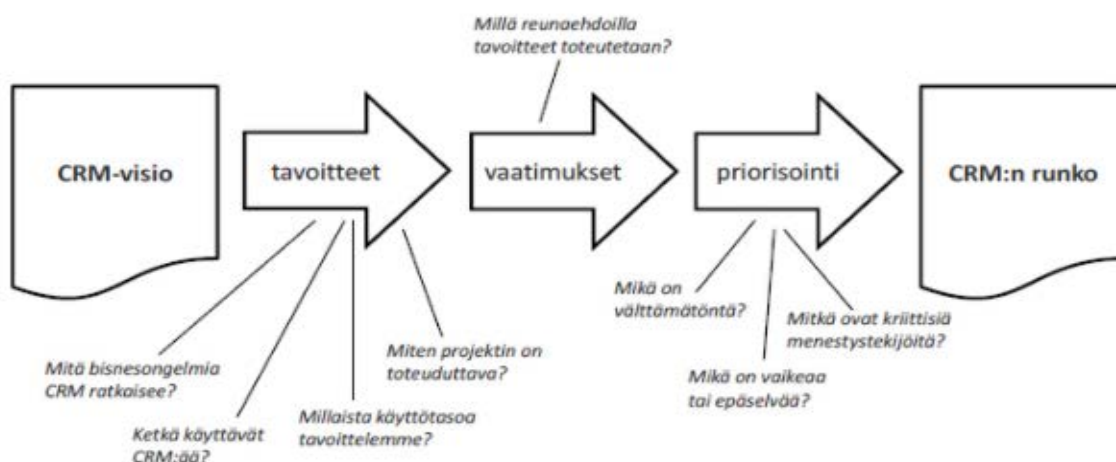 Millä reunaehdoilla
tavoitteet toteutetaan?
CRM-visio
tavoitteet
vaatimukset
priorisointi
CRM:n runko
Mitä bisnesongelmia
CRM ratkaisee?
Ketkä käyttävät
CRM:ää?
Millaista käyttötasoa
tavoittelemme?
Miten projektin on
toteuduttava?
Mikä on
välttämätöntä?
Mikä on vaikeaa
tai epäselvää?
Mitkä ovat kriittisiä
menestystekijöitä?